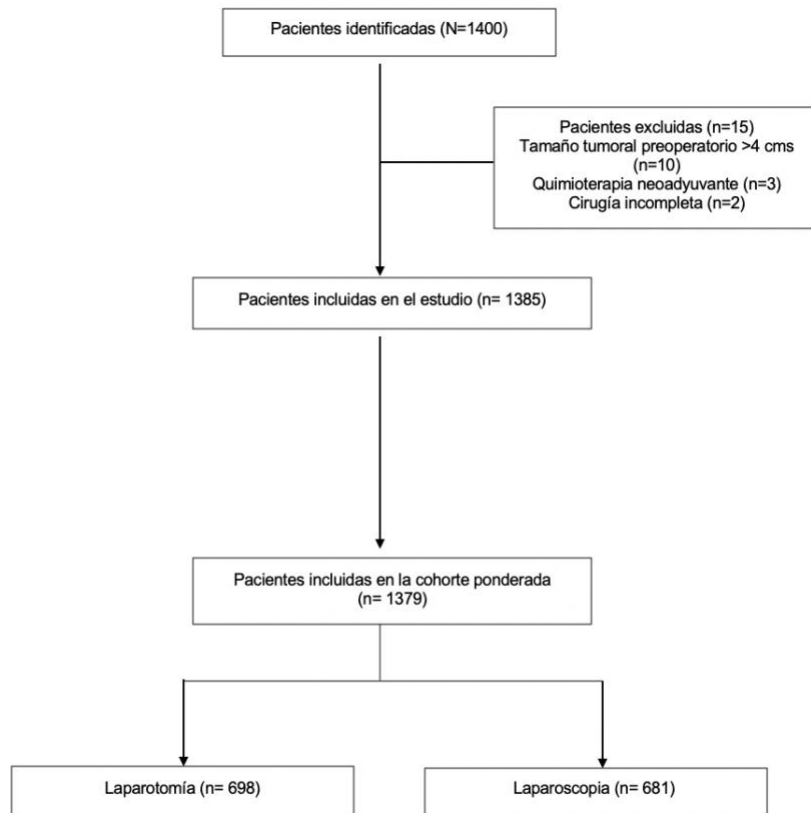 Pacientes identificadas (N=1400)
Pacientes excluidas (n=15)
Tamaño tumoral preoperatorio >4 cms
(n=10)
Quimioterapia neoadyuvante (n=3)
Cirugía incompleta (n=2)
Pacientes incluidas en el estudio (n= 1385)
Pacientes incluidas en la cohorte ponderada
(n= 1379)
Laparotomía (n= 698)
Laparoscopia (n= 681)